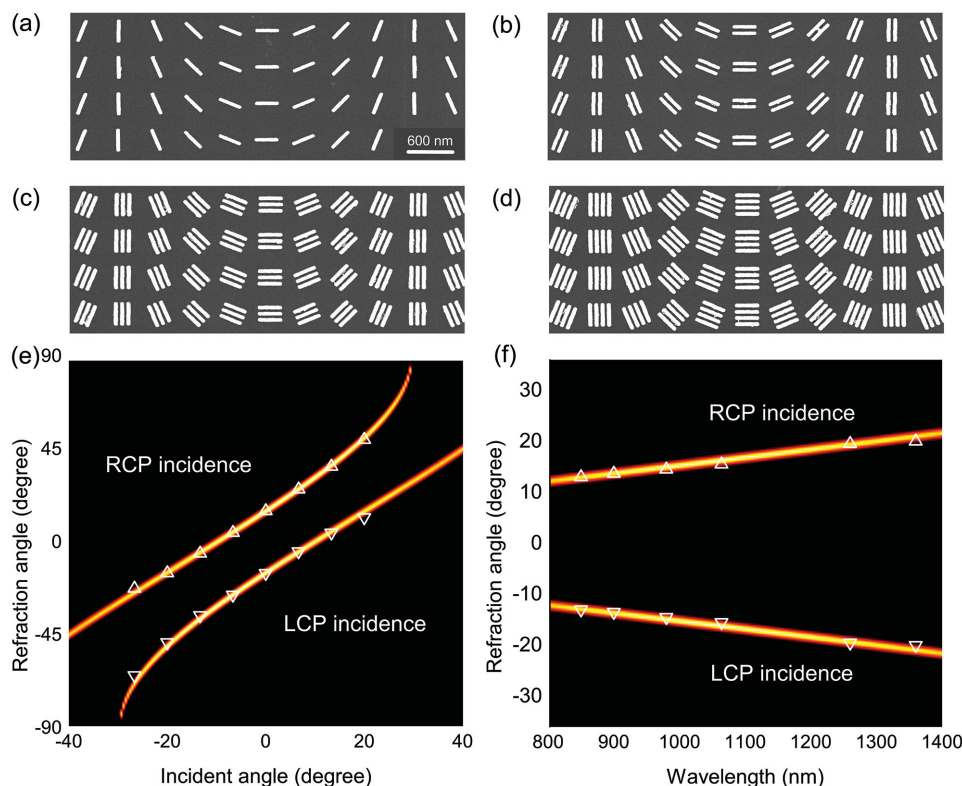 (a)
600 nm
(b)
(c)
(d)
(e)
90
45
0
-45
-90
Refraction angle (degree)
RCP incidence
LCP incidence
-40
-20
0
20
40
Incident angle (degree)
(f)
30
20
10
0
-10
-20
-30
Refraction angle (degree)
RCP incidence
LCP incidence
800
900
1000
1100
1200
1300
1400
Wavelength (nm)